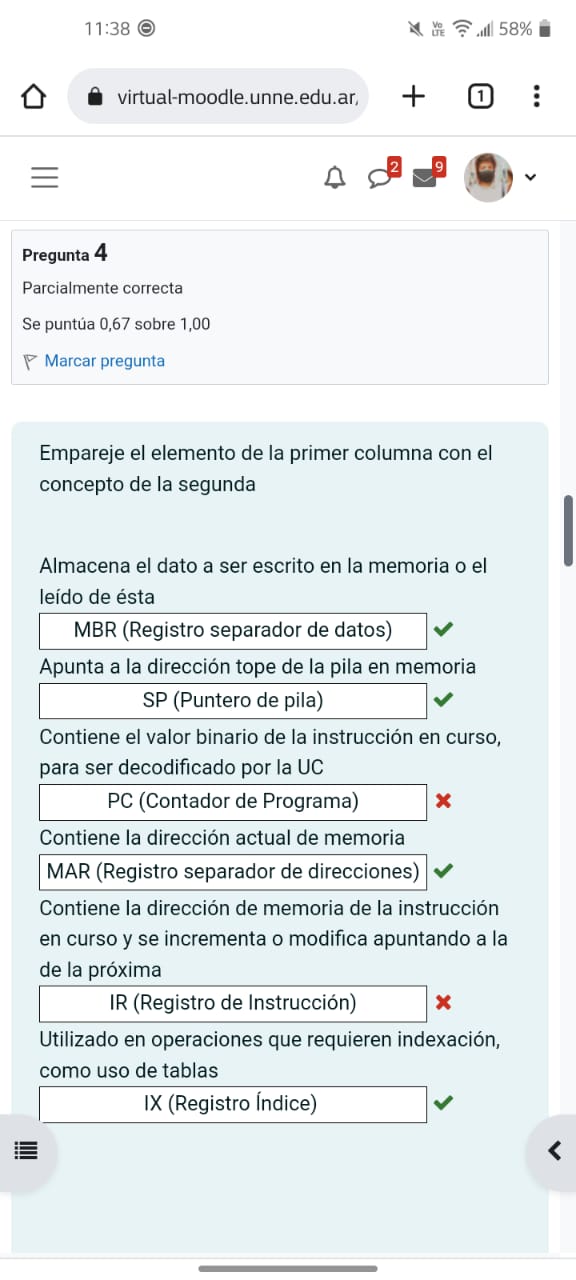 11:38
Vo
LTE
58%
virtual-moodle.unne.edu.ar,
1
2
9
Pregunta 4
Parcialmente correcta
Se puntúa 0,67 sobre 1,00
Marcar pregunta
Empareje el elemento de la primer columna con el
concepto de la segunda
Almacena el dato a ser escrito en la memoria o el
leído de ésta
MBR (Registro separador de datos)
Apunta a la dirección tope de la pila en memoria
SP (Puntero de pila)
Contiene el valor binario de la instrucción en curso,
para ser decodificado por la UC
PC (Contador de Programa)
Contiene la dirección actual de memoria
MAR (Registro separador de direcciones)
Contiene la dirección de memoria de la instrucción
en curso y se incrementa o modifica apuntando a la
de la próxima
IR (Registro de Instrucción)
Utilizado en operaciones que requieren indexación,
como uso de tablas
IX (Registro Índice)